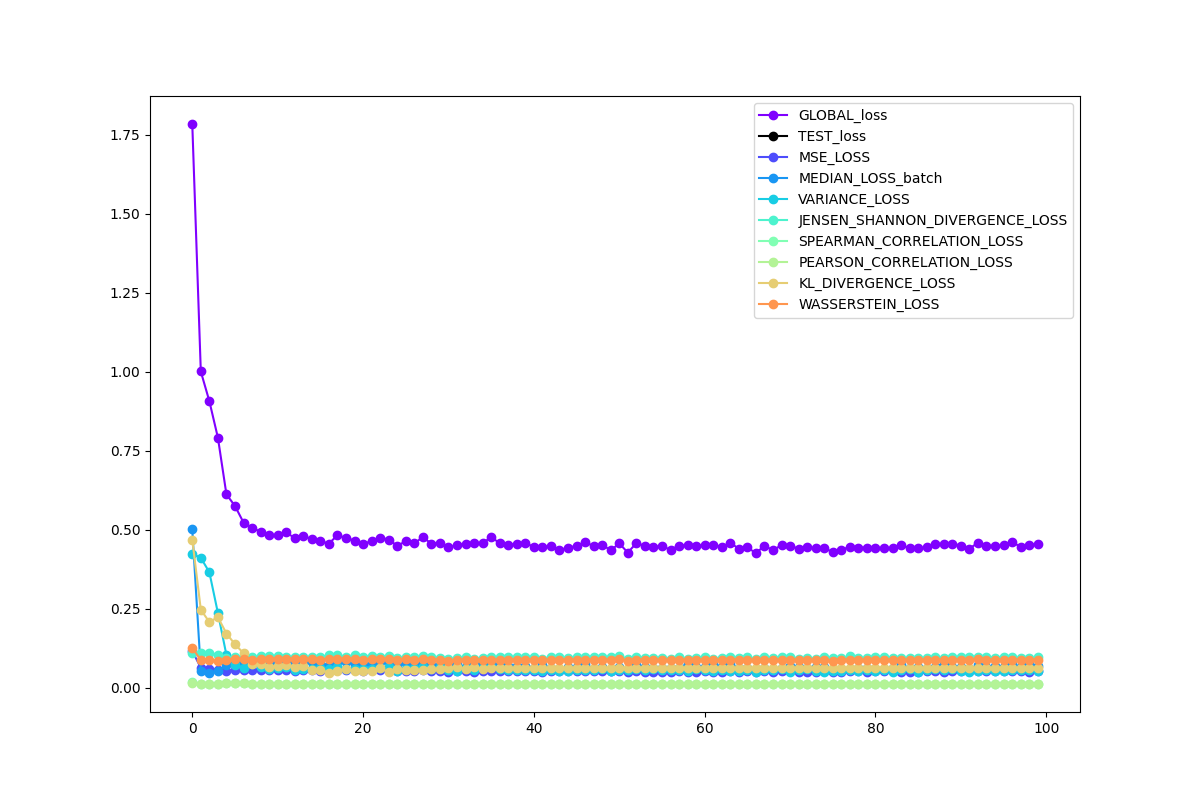 1.75
1.50
1.25
1.00
0.75
0.50
0.25
0.00
0
20
40
60
80
100
GLOBAL_loss
TEST_loss
MSE_LOSS
MEDIAN_LOSS_batch
VARIANCE_LOSS
JENSEN_SHANNON_DIVERGENCE_LOSS
SPEARMAN_CORRELATION_LOSS
PEARSON_CORRELATION_LOSS
KL_DIVERGENCE_LOSS
WASSERSTEIN_LOSS